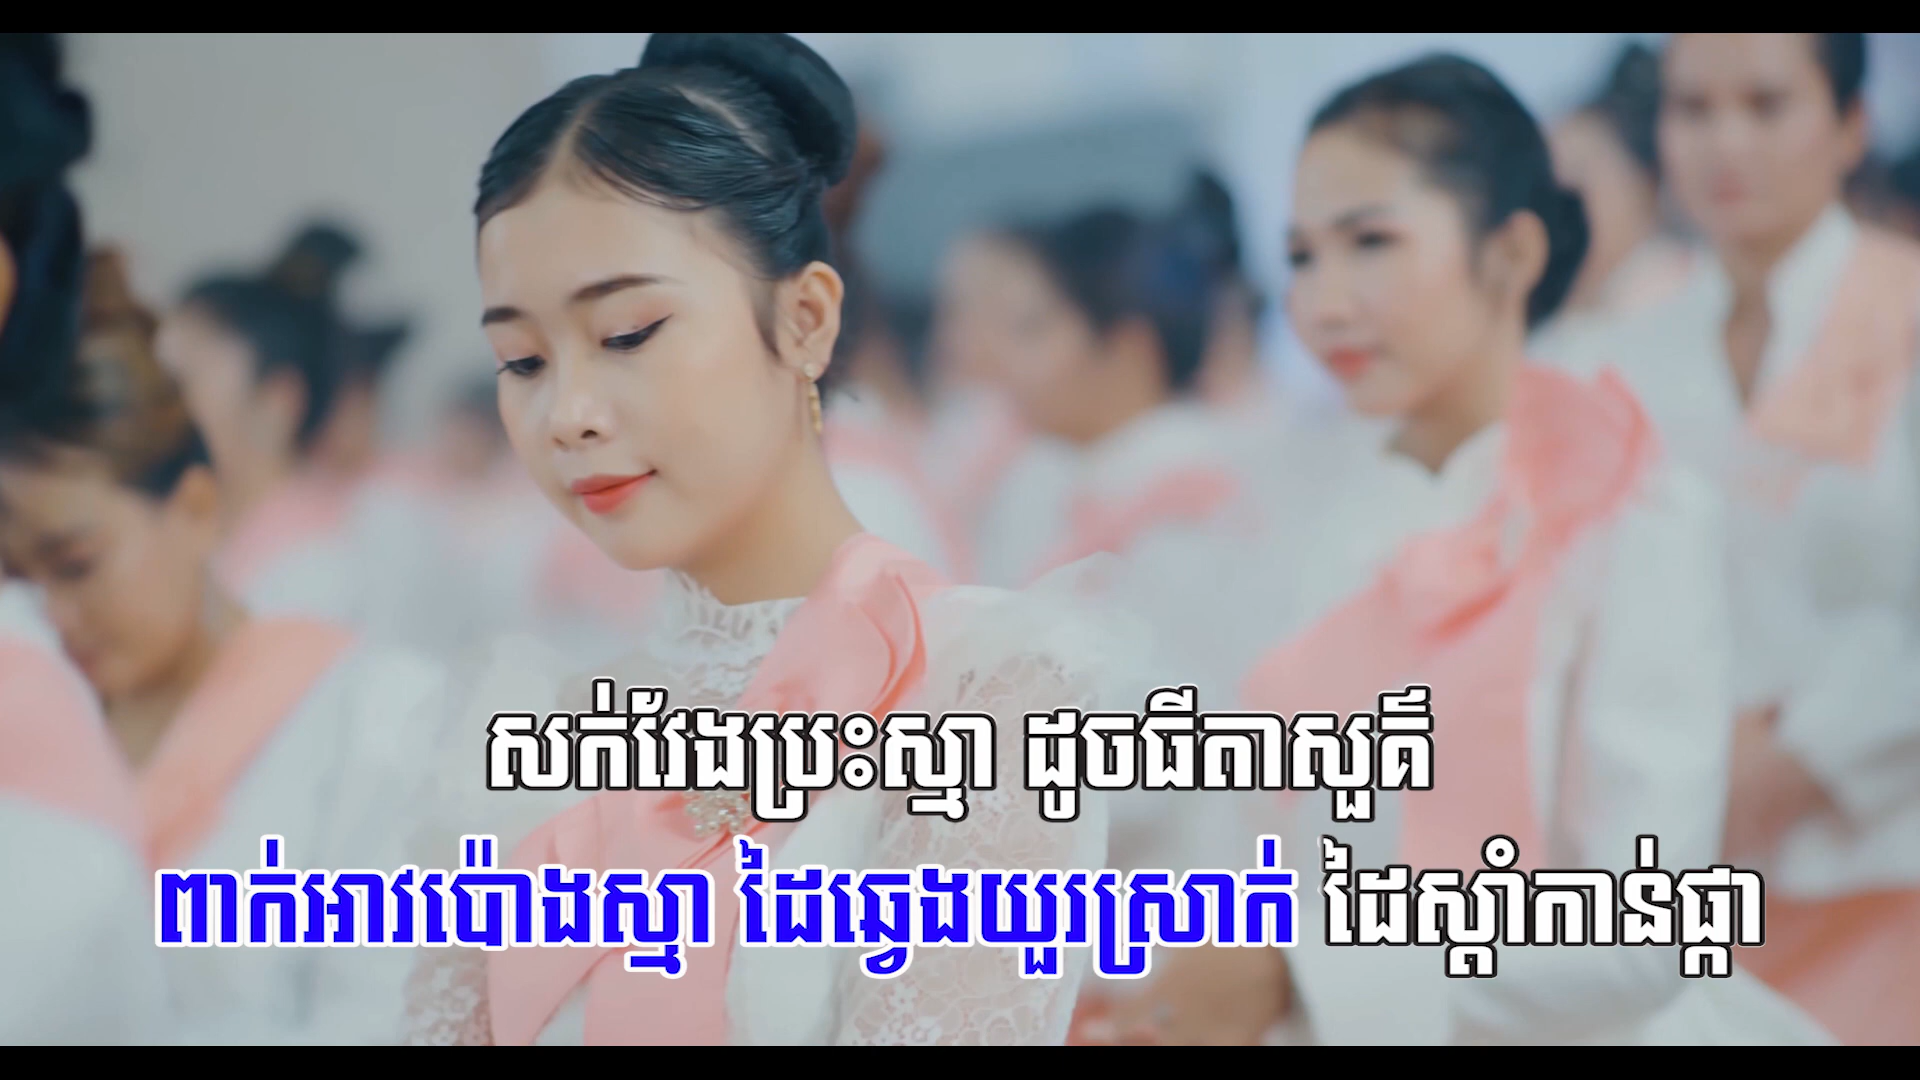 សក់វែងប្រះស្មា ដូចធីតាសួគ៌
ពាក់អាវប៉ោងស្មា ដៃឆ្វេងយួរស្រាក់ ដៃស្តាំកាន់ផ្កា